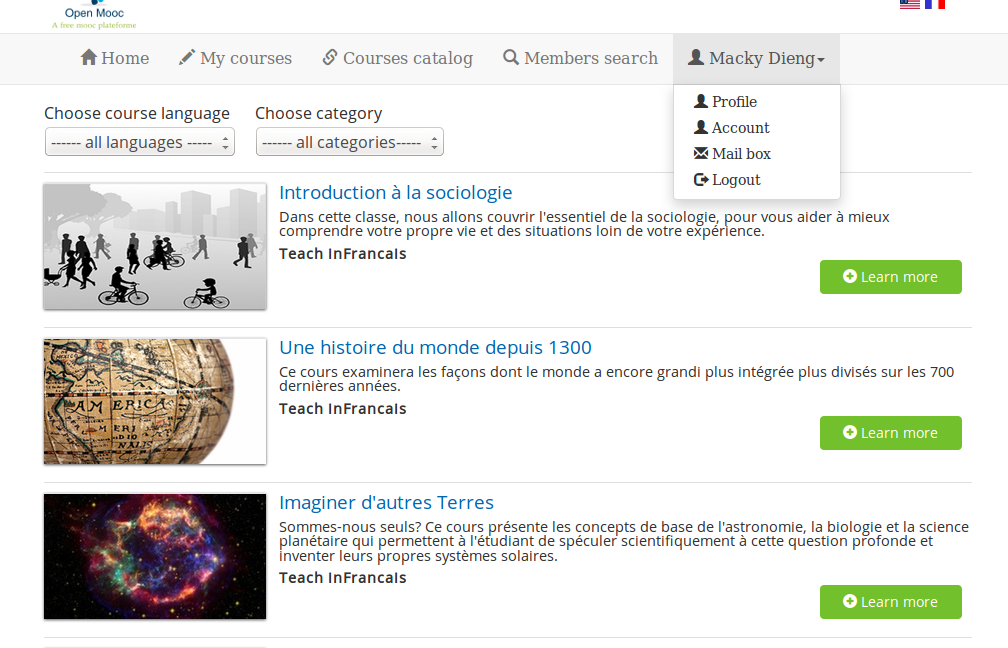 Open Mooc
A free mooc plateforme
Home
My courses
Courses catalog
Members search
Macky Dieng
Profile
Account
Mail box
Logout
Choose course language
Choose category
------ all languages -----
------ all categories-----
Introduction à la sociologie
Dans cette classe, nous allons couvrir l'essentiel de la sociologie, pour vous aider à mieux
comprendre votre propre vie et des situations loin de votre expérience.
Teach InFrancais
Learn more
AMERICA
MERI
DIO
NALIS
Une histoire du monde depuis 1300
Ce cours examinera les façons dont le monde a encore grandi plus intégrée plus divisés sur les 700
dernières années.
Teach InFrancais
Learn more
Imaginer d'autres Terres
Sommes-nous seuls? Ce cours présente les concepts de base de l'astronomie, la biologie et la science
planétaire qui permettent à l'étudiant de spéculer scientifiquement à cette question profonde et
inventer leurs propres systèmes solaires.
Teach InFrancais
Learn more